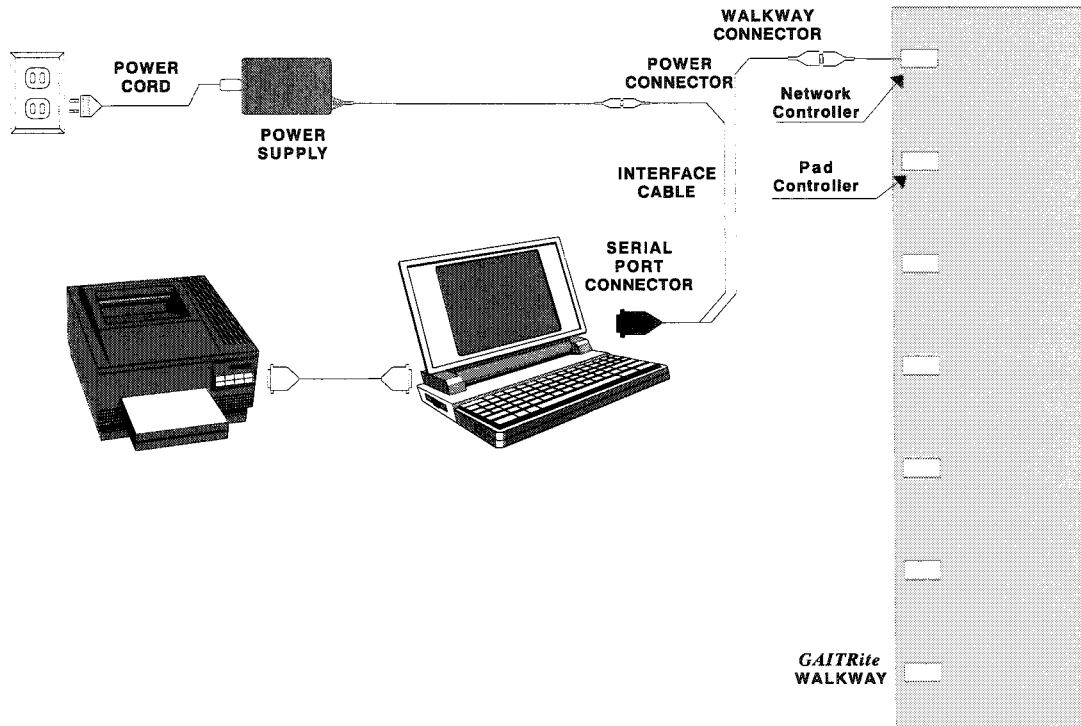 WALKWAY
CONNECTOR
POWER
CORD
POWER
CONNECTOR
Network
Controller
POWER
SUPPLY
INTERFACE
CABLE
Pad
Controller
SERIAL
PORT
CONNECTOR
GAITRite
WALKWAY